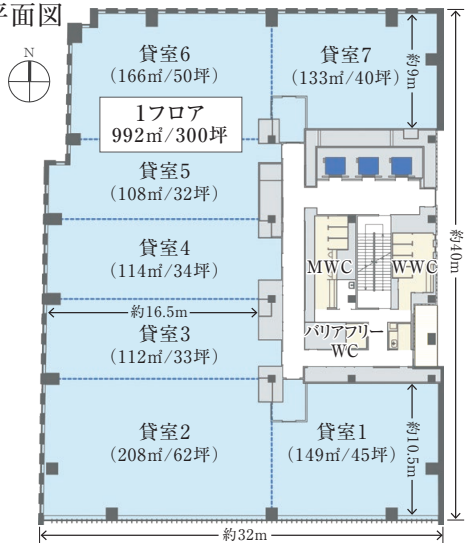 平面図
N
貸室6
(166㎡/50坪)
貸室7
(133㎡/40坪)
約9m
1フロア
992㎡/300坪
貸室5
(108㎡/32坪)
貸室4
(114㎡/34坪)
約40m
MWC
WWC
約16.5m
貸室3
(112㎡/33坪)
バリアフリー
WC
貸室2
(208㎡/62坪)
貸室1
(149㎡/45坪)
約10.5m
約32m